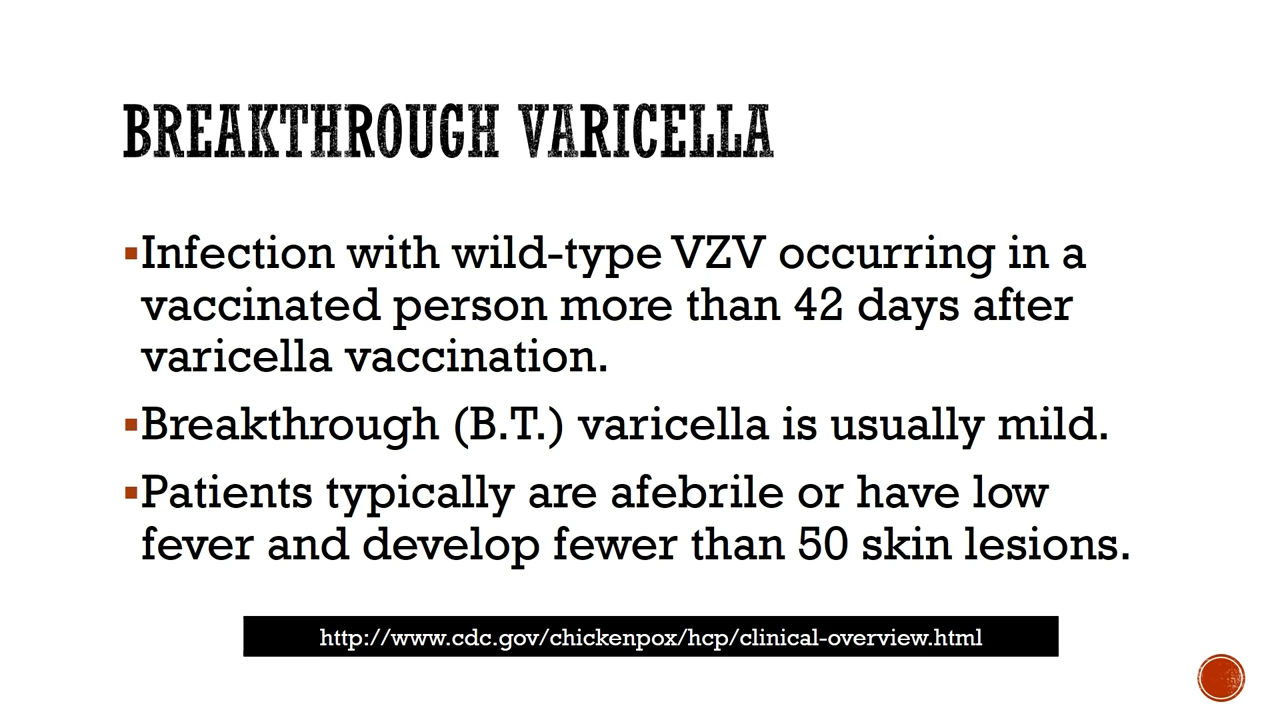 BREAKTHROUGH VARICELLA
▪Infection with wild-type VZV occurring in a
vaccinated person more than 42 days after
varicella vaccination.
▪Breakthrough (B.T.) varicella is usually mild.
▪Patients typically are afebrile or have low
fever and develop fewer than 50 skin lesions.
http://www.cdc.gov/chickenpox/hcp/clinical-overview.html